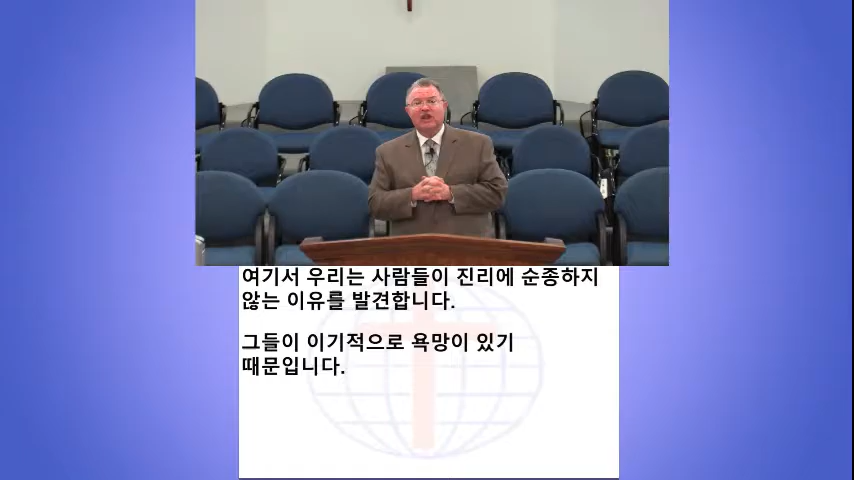 여기서 우리는 사람들이 진리에 순종하지
않는 이유를 발견합니다.
그들이 이기적으로 욕망이 있기
때문입니다.